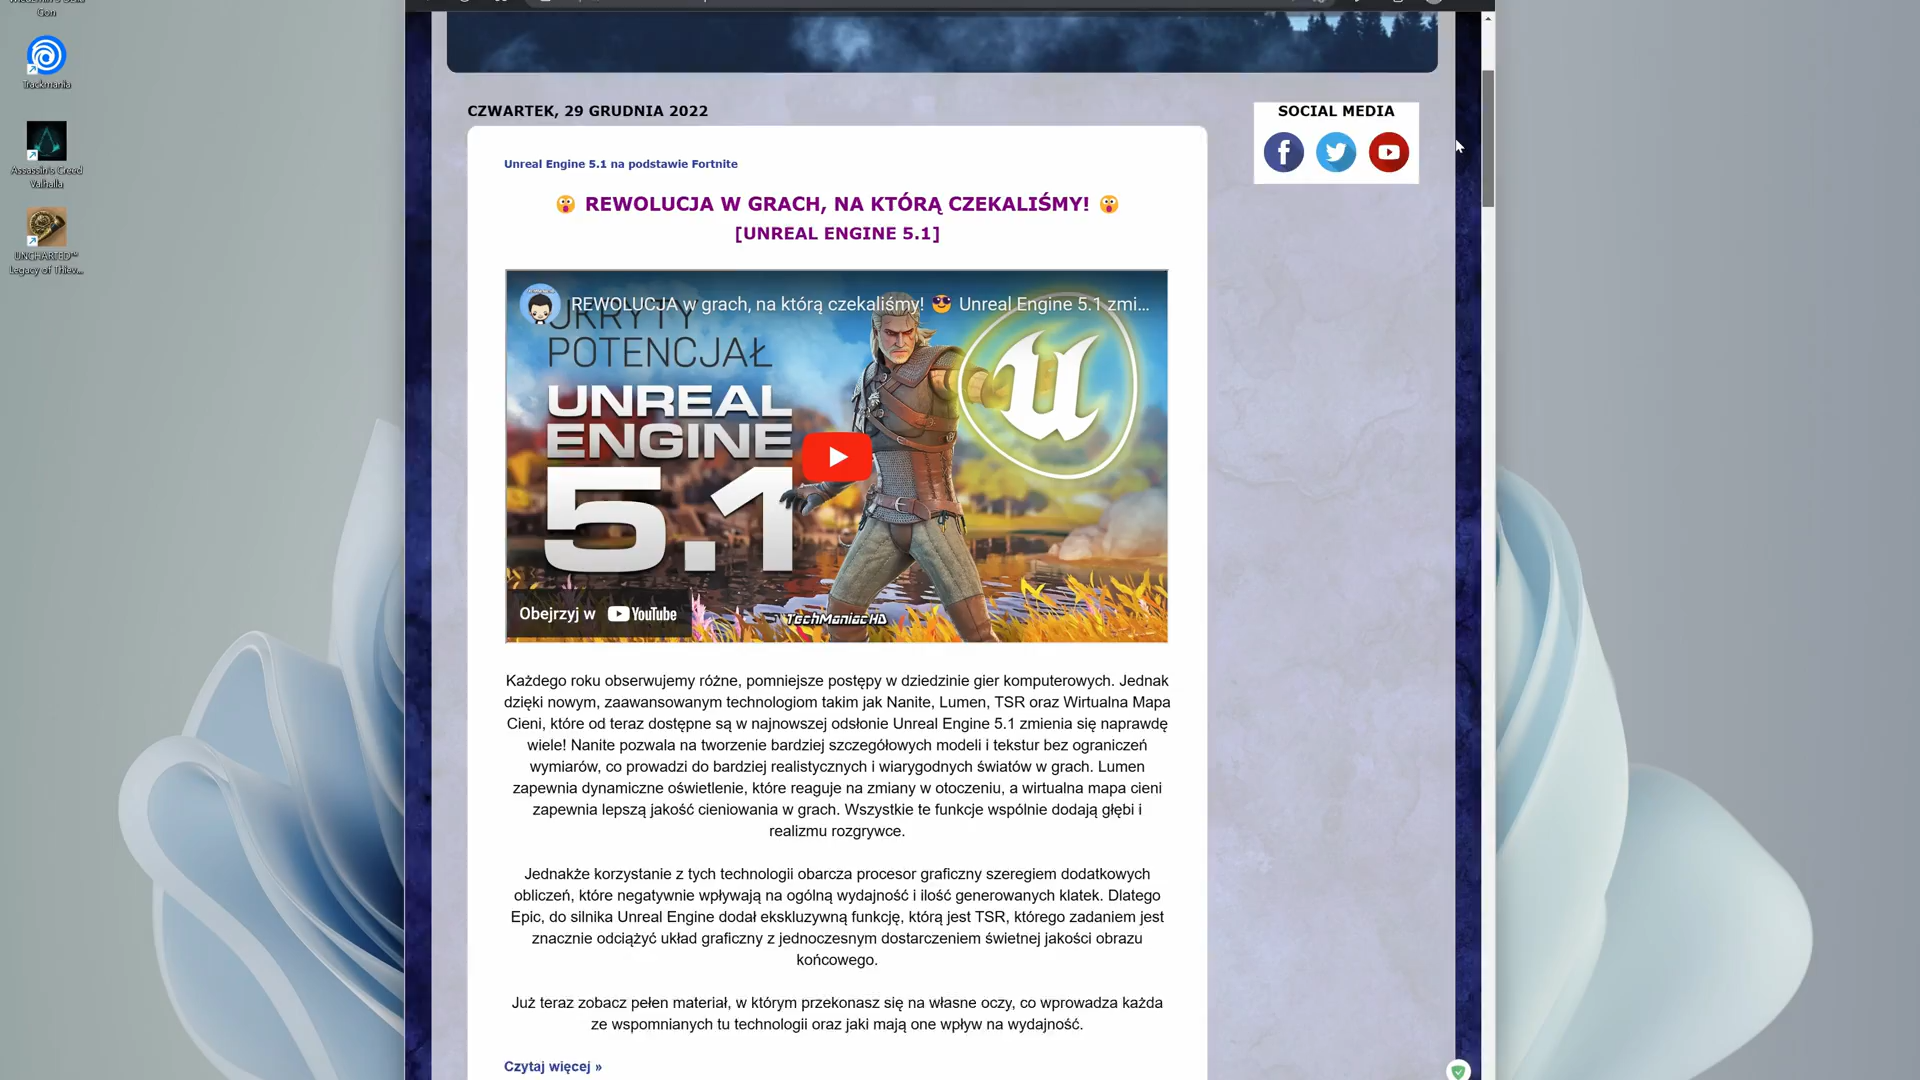 Gon
Trackmania
Assassin's Creed
Valhalla
UNCHARTED™
Legacy of Thiev...
CZWARTEK, 29 GRUDNIA 2022
SOCIAL MEDIA
Unreal Engine 5.1 na podstawie Fortnite
😲 REWOLUCJA W GRACH, NA KTÓRĄ CZEKALIŚMY! 😲
[UNREAL ENGINE 5.1]
REWOLUCJA w grach, na którą czekaliśmy! 😎 Unreal Engine 5.1 zmi...
UKRYTY
POTENCJAŁ
UNREAL
ENGINE
5.1
Obejrzyj w YouTube
TechManiacHD
Każdego roku obserwujemy różne, pomniejsze postępy w dziedzinie gier komputerowych. Jednak
dzięki nowym, zaawansowanym technologiom takim jak Nanite, Lumen, TSR oraz Wirtualna Mapa
Cieni, które od teraz dostępne są w najnowszej odsłonie Unreal Engine 5.1 zmienia się naprawdę
wiele! Nanite pozwala na tworzenie bardziej szczegółowych modeli i tekstur bez ograniczeń
wymiarów, co prowadzi do bardziej realistycznych i wiarygodnych światów w grach. Lumen
zapewnia dynamiczne oświetlenie, które reaguje na zmiany w otoczeniu, a wirtualna mapa cieni
zapewnia lepszą jakość cieniowania w grach. Wszystkie te funkcje wspólnie dodają głębi i
realizmu rozgrywce.
Jednakże korzystanie z tych technologii obarcza procesor graficzny szeregiem dodatkowych
obliczeń, które negatywnie wpływają na ogólną wydajność i ilość generowanych klatek. Dlatego
Epic, do silnika Unreal Engine dodał ekskluzywną funkcję, którą jest TSR, którego zadaniem jest
znacznie odciążyć układ graficzny z jednoczesnym dostarczeniem świetnej jakości obrazu
końcowego.
Już teraz zobacz pełen materiał, w którym przekonasz się na własne oczy, co wprowadza każda
ze wspomnianych tu technologii oraz jaki mają one wpływ na wydajność.
Czytaj więcej »